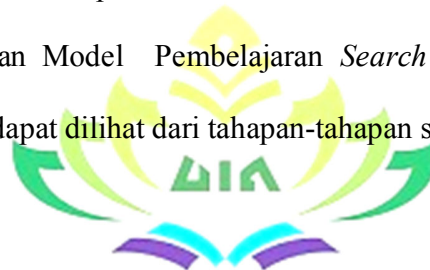 an Model Pembelajaran Search
dapat dilihat dari tahapan-tahapan s
UIN